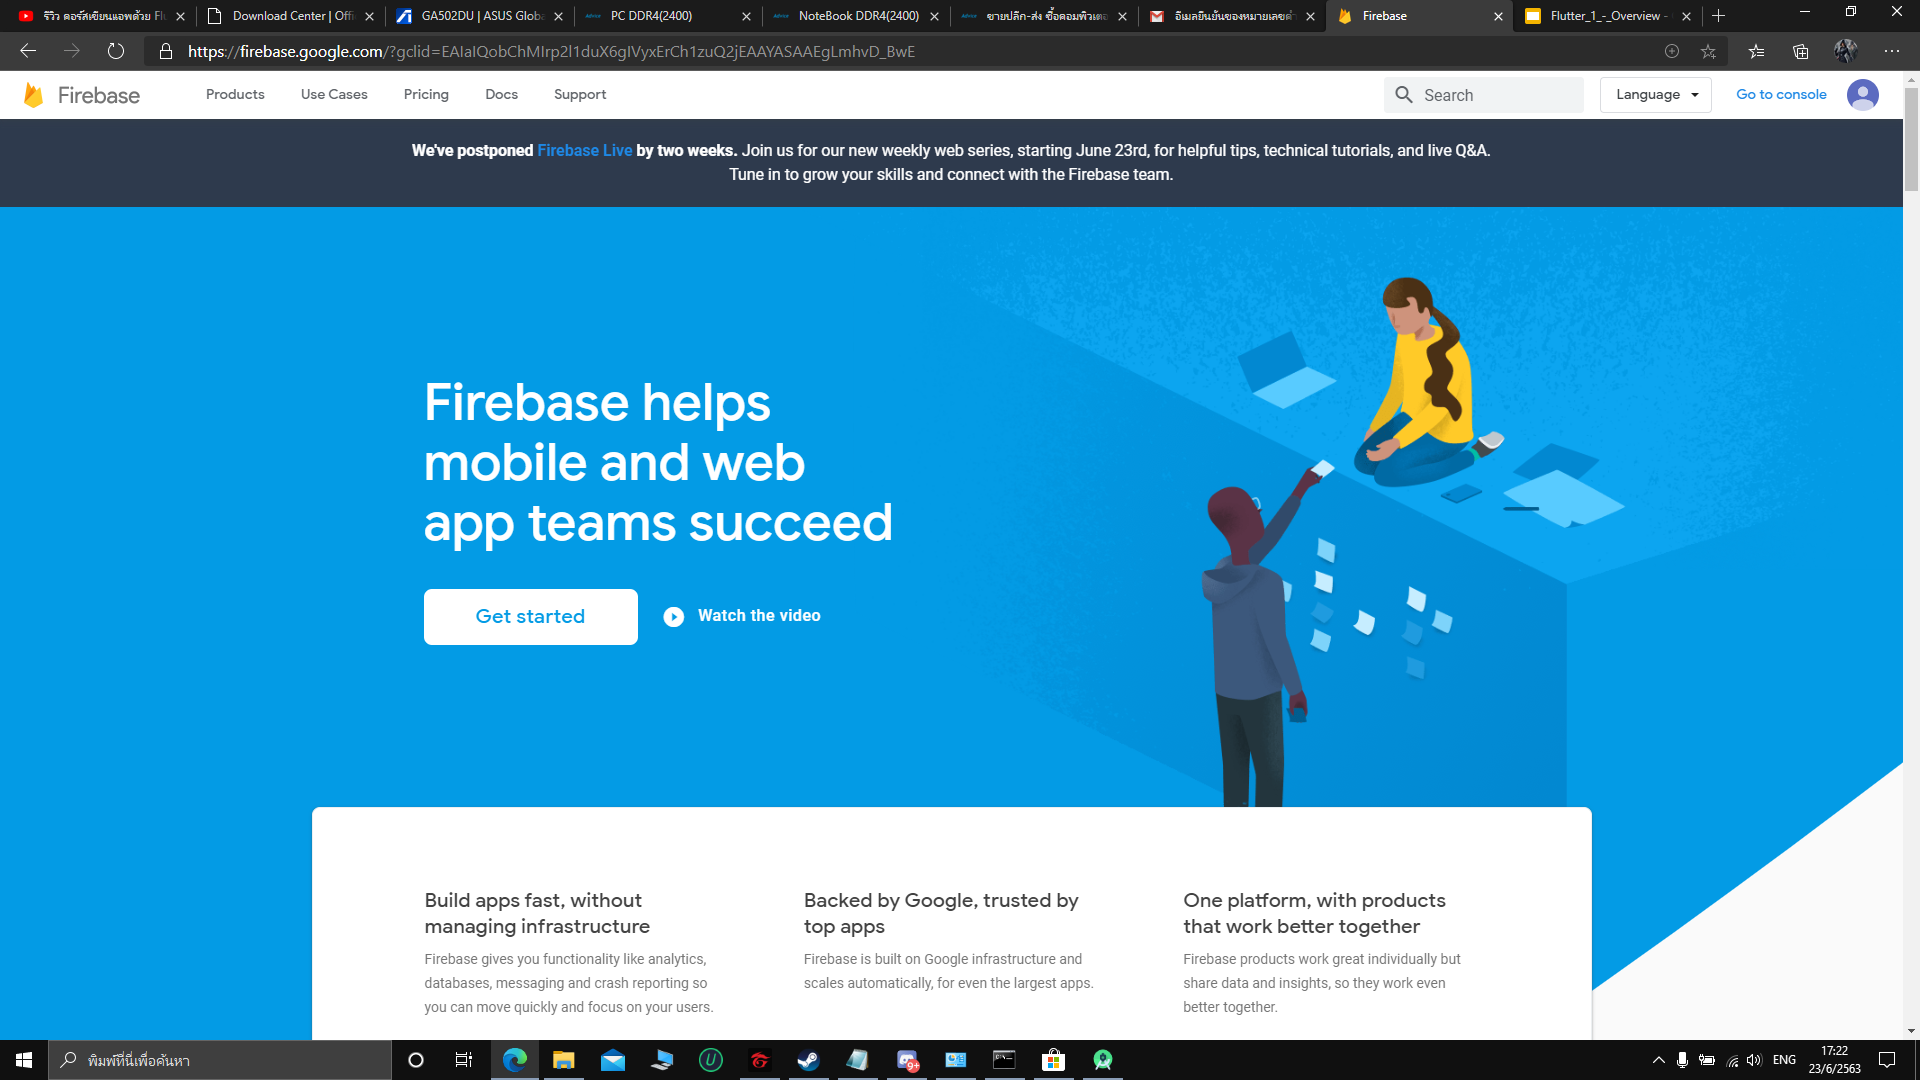 รีวิว คอร์สเขียนแอพด้วย Flu
Download Center | Offi
GA502DU | ASUS Globa
PC DDR4(2400)
NoteBook DDR4(2400)
ขายปลีก-ส่ง ซื้อคอมพิวเตอ
อีเมลยืนยันของหมายเลขคำ
Firebase
Flutter_1_-_Overview -
https://firebase.google.com/?gclid=EAIaIQobChMIrp2l1duX6gIVyxErCh1zuQ2jEAAYASAAEgLmhvD_BwE
Firebase
Products
Use Cases
Pricing
Docs
Support
Search
Language
Go to console
We've postponed Firebase Live by two weeks. Join us for our new weekly web series, starting June 23rd, for helpful tips, technical tutorials, and live Q&A.
Tune in to grow your skills and connect with the Firebase team.
Firebase helps
mobile and web
app teams succeed
Get started
Watch the video
Build apps fast, without
managing infrastructure
Firebase gives you functionality like analytics,
databases, messaging and crash reporting so
you can move quickly and focus on your users.
Backed by Google, trusted by
top apps
Firebase is built on Google infrastructure and
scales automatically, for even the largest apps.
One platform, with products
that work better together
Firebase products work great individually but
share data and insights, so they work even
better together.
พิมพ์ที่นี่เพื่อค้นหา
9+
ENG
17:22
23/6/2563